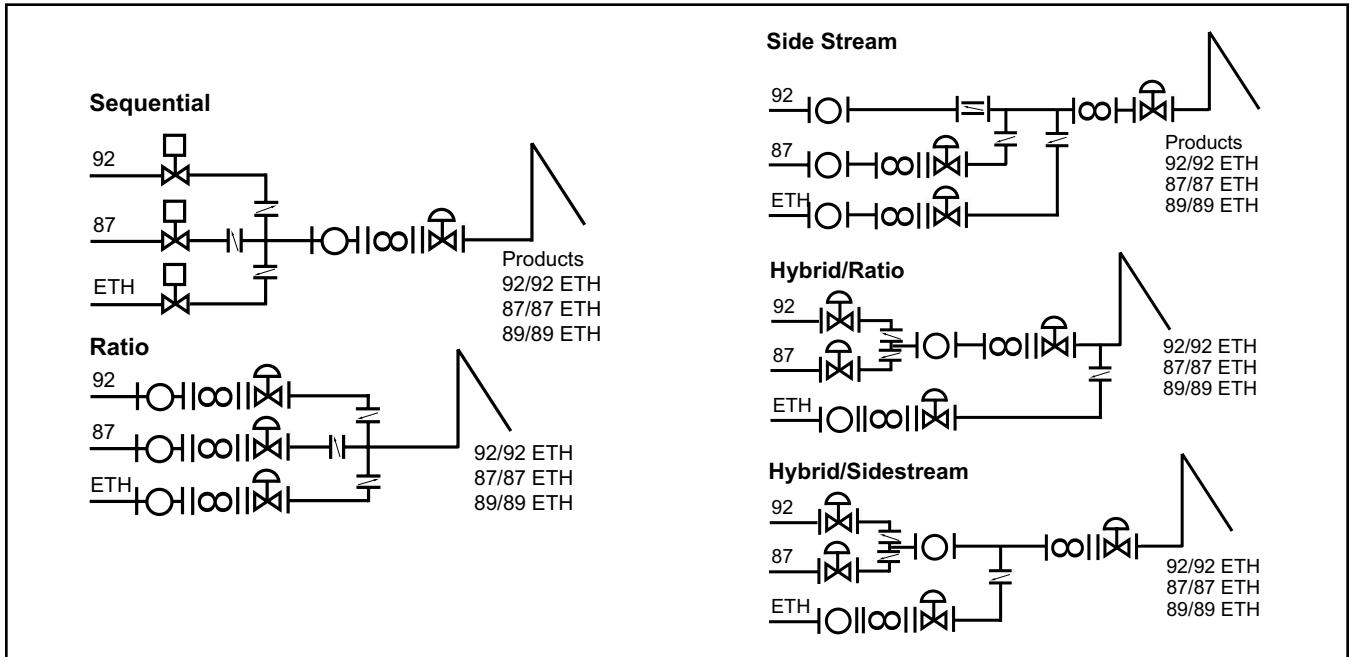 Sequential
92
87
ETH
Products
92/92 ETH
87/87 ETH
89/89 ETH
Ratio
92
87
ETH
92/92 ETH
87/87 ETH
89/89 ETH
Side Stream
92
87
ETH
Products
92/92 ETH
87/87 ETH
89/89 ETH
Hybrid/Ratio
92
87
ETH
92/92 ETH
87/87 ETH
89/89 ETH
Hybrid/Sidestream
92
87
ETH
92/92 ETH
87/87 ETH
89/89 ETH